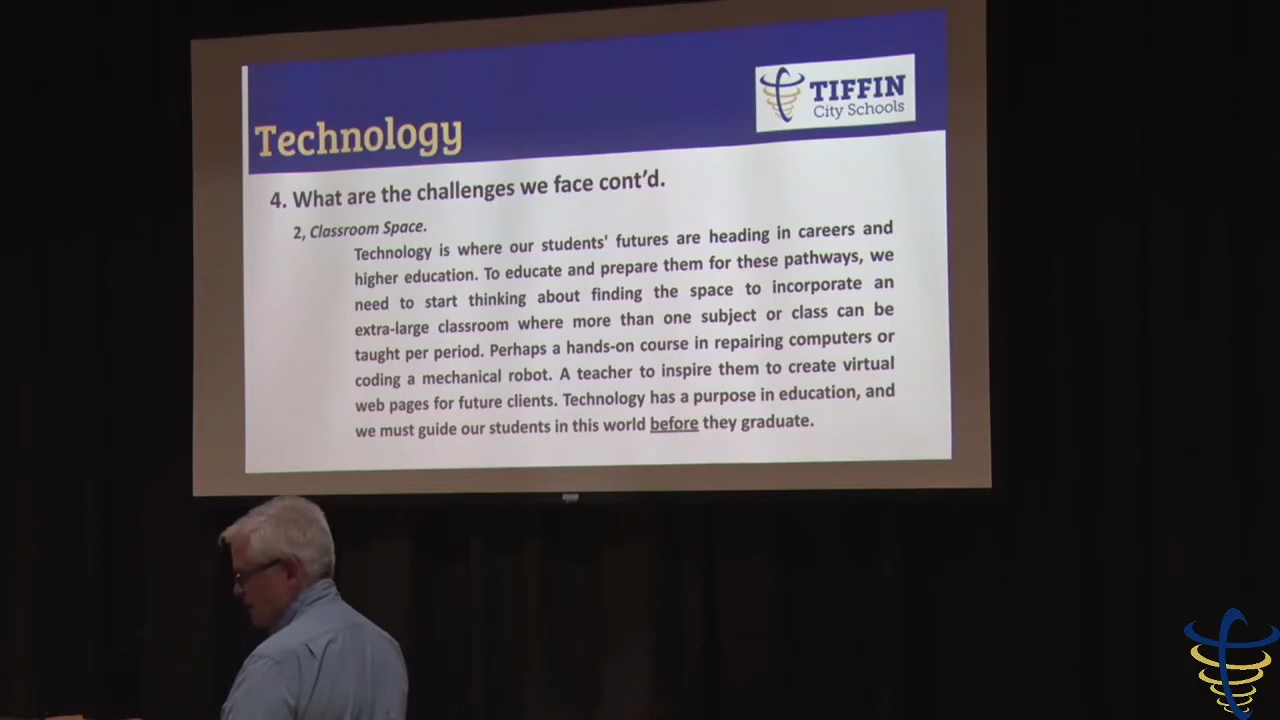 TIFFIN
City Schools
Technology
4. What are the challenges we face cont'd.
2, Classroom Space.
Technology is where our students' futures are heading in careers and
higher education. To educate and prepare them for these pathways, we
need to start thinking about finding the space to incorporate an
extra-large classroom where more than one subject or class can be
taught per period. Perhaps a hands-on course in repairing computers or
coding a mechanical robot. A teacher to inspire them to create virtual
web pages for future clients. Technology has a purpose in education, and
we must guide our students in this world before they graduate.